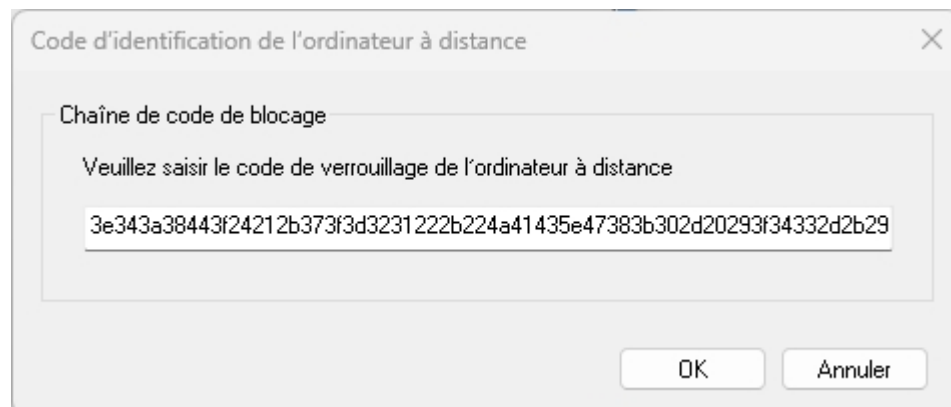 Code d'identification de l'ordinateur à distance
Chaîne de code de blocage
Veuillez saisir le code de verrouillage de l'ordinateur à distance
3e343a38443f24212b373f3d3231222b224a41435e47383b302d20293f34332d2b29
OK
Annuler